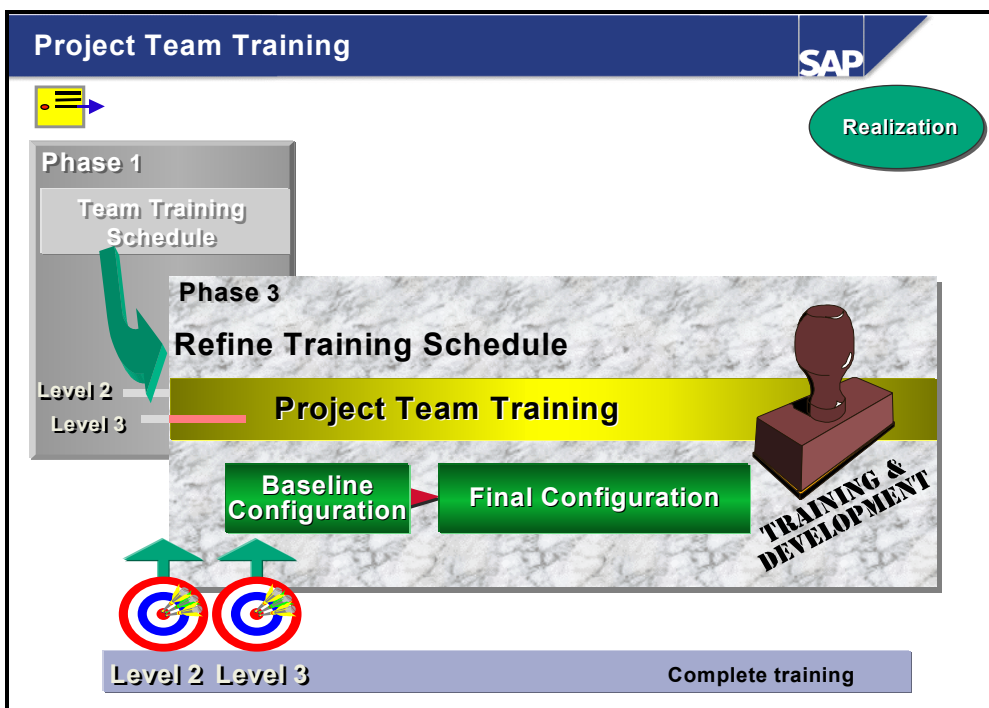 Project Team Training
SAP
Realization
Phase 1
Team Training
Schedule
Phase 3
Refine Training Schedule
Level 2
Level 3
Project Team Training
Baseline
Configuration
Final Configuration
TRAINING &
DEVELOPMENT
Level 2 Level 3
Complete training